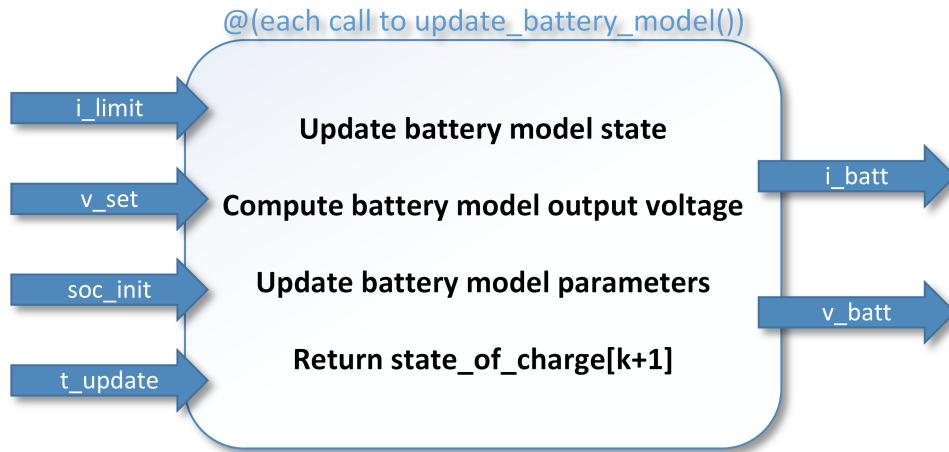 @(each call to update_battery_model())
i_limit
v_set
soc_init
t_update
Update battery model state
Compute battery model output voltage
Update battery model parameters
Return state_of_charge[k+1]
i_batt
v_batt